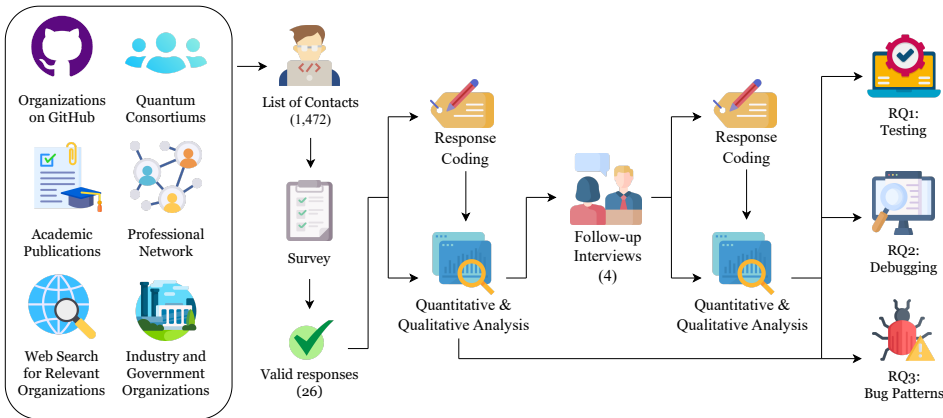 Organizations
on GitHub
Quantum
Consortiums
Academic
Publications
Professional
Network
Web Search
for Relevant
Organizations
Industry and
Government
Organizations
List of Contacts
(1,472)
Survey
Valid responses
(26)
Response
Coding
Quantitative &
Qualitative Analysis
Follow-up
Interviews
(4)
Response
Coding
Quantitative &
Qualitative Analysis
RQ1:
Testing
RQ2:
Debugging
RQ3:
Bug Patterns